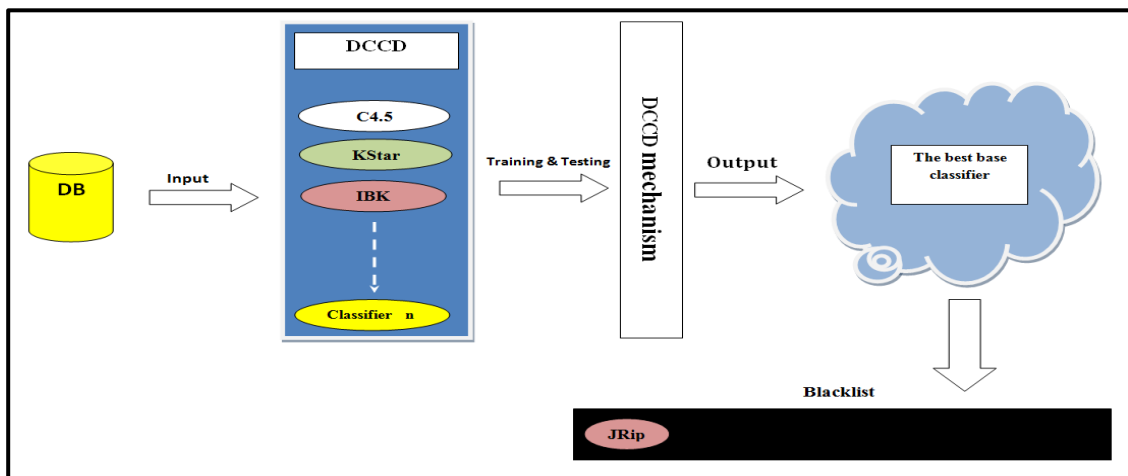 DB
Input
DCCD
C4.5
KStar
IBK
Classifier n
Training & Testing
DCCD mechanism
Output
The best base
classifier
Blacklist
JRip